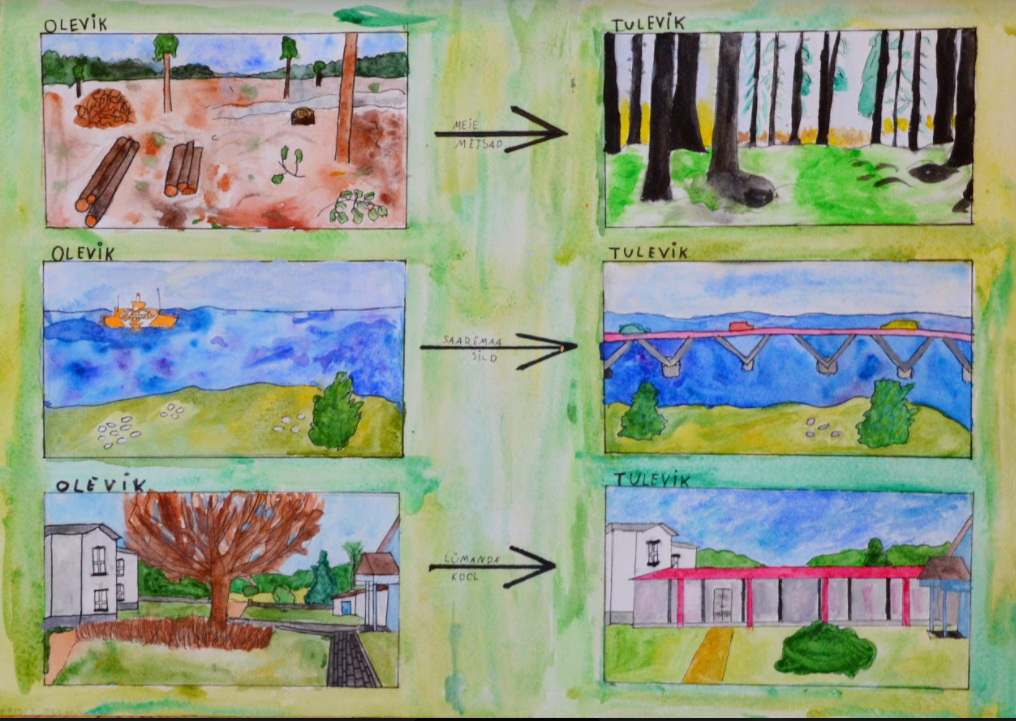 OLEVIK
TULEVIK
MEIE
METSAD
OLEVIK
TULEVIK
SAAREMAA
SILD
OLEVIK
TULEVIK
LÜMANDA
KOOL